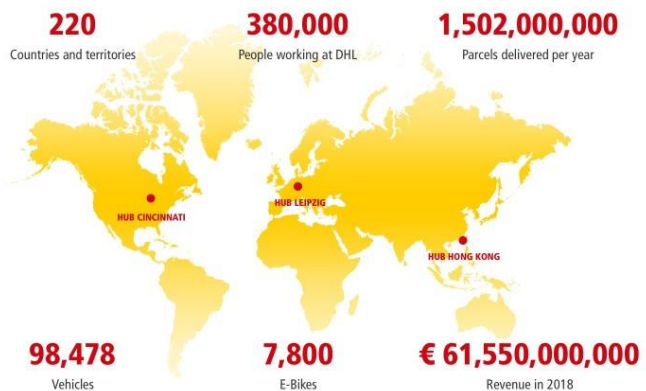 220
Countries and territories
380,000
People working at DHL
1,502,000,000
Parcels delivered per year
HUB CINCINNATI
HUB LEIPZIG
HUB HONG KONG
98,478
Vehicles
7,800
E-Bikes
€ 61,550,000,000
Revenue in 2018